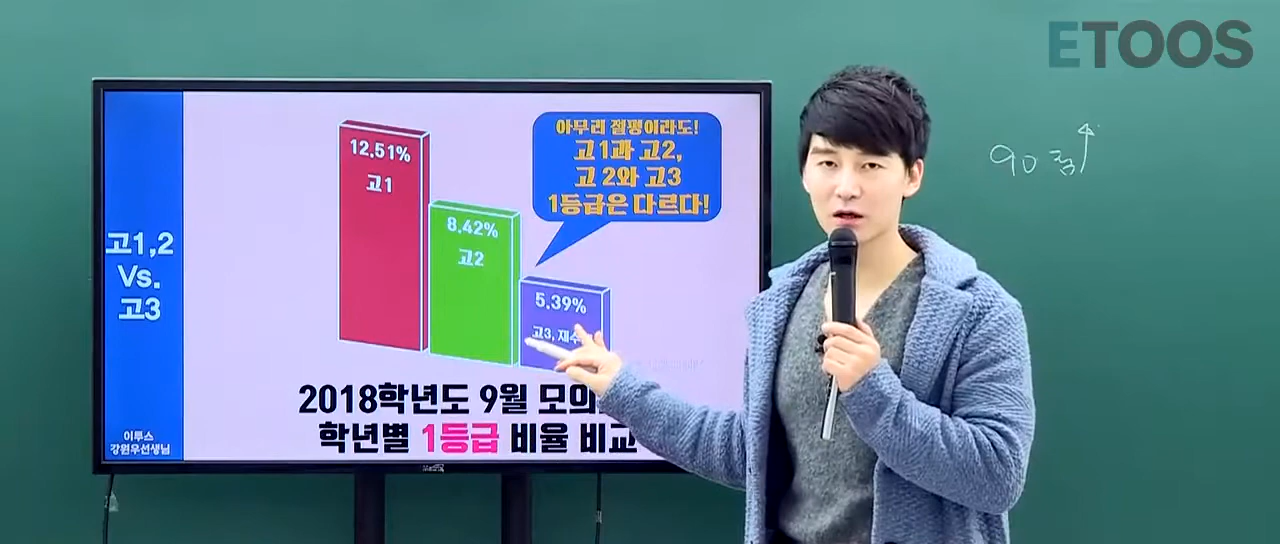 ETOOS
고1,2
Vs.
고3
이투스
강원우선생님
12.51%
고1
8.42%
고2
5.39%
고3, 재수
아무리 절평이라도!
고 1과 고2,
고 2와 고3
1등급은 다르다!
2018학년도 9월 모의
학년별 1등급 비율 비교
90점↑